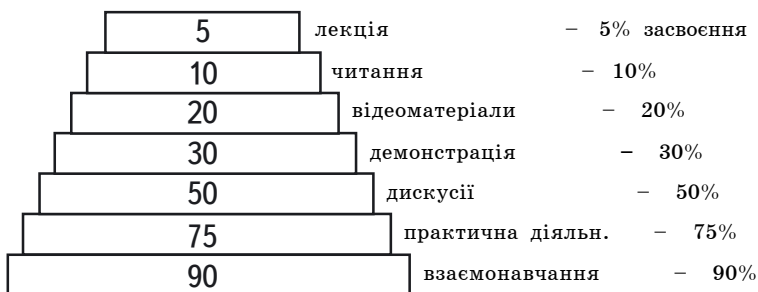 5 лекція – 5% засвоєння
10 читання – 10%
20 відеоматеріали – 20%
30 демонстрація – 30%
50 дискусії – 50%
75 практична діяльн. – 75%
90 взаємонавчання – 90%